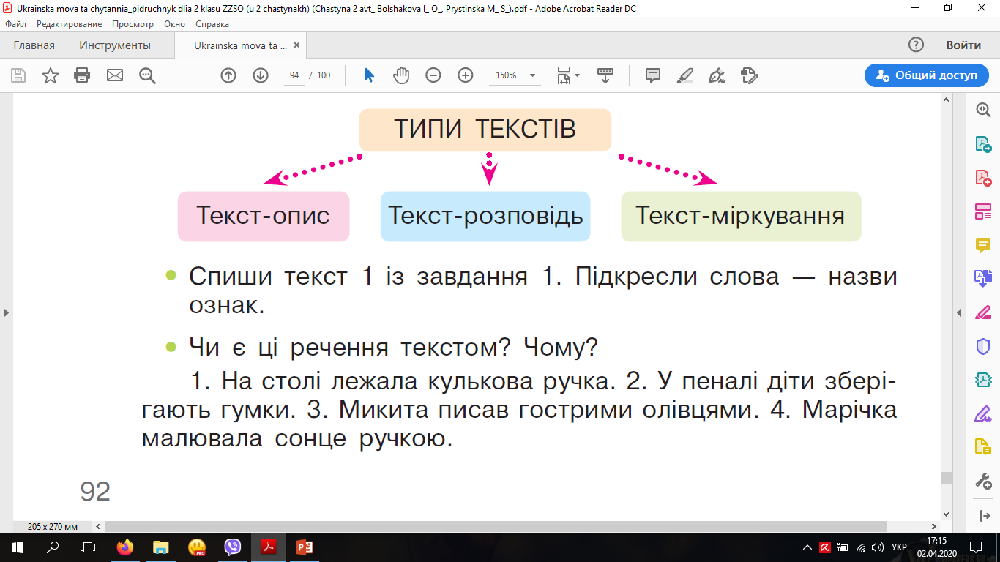 Ukrainska mova ta chytannia_pidruchnyk dlia 2 klasu ZZSO (u 2 chastynakh) (Chastyna 2 avt_ Bolshakova I_ O_, Prystinska M_ S_).pdf - Adobe Acrobat Reader DC
Файл Редактирование Просмотр Окно Справка
Главная Инструменты Ukrainska mova ta ... Войти
94 / 100 150% Общий доступ
ТИПИ ТЕКСТІВ
Текст-опис Текст-розповідь Текст-міркування
Спиши текст 1 із завдання 1. Підкресли слова — назви
ознак.
Чи є ці речення текстом? Чому?
1. На столі лежала кулькова ручка. 2. У пеналі діти збері-
гають гумки. 3. Микита писав гострими олівцями. 4. Марічка
малювала сонце ручкою.
92
205 x 270 мм
PRO
УКР
17:15
02.04.2020